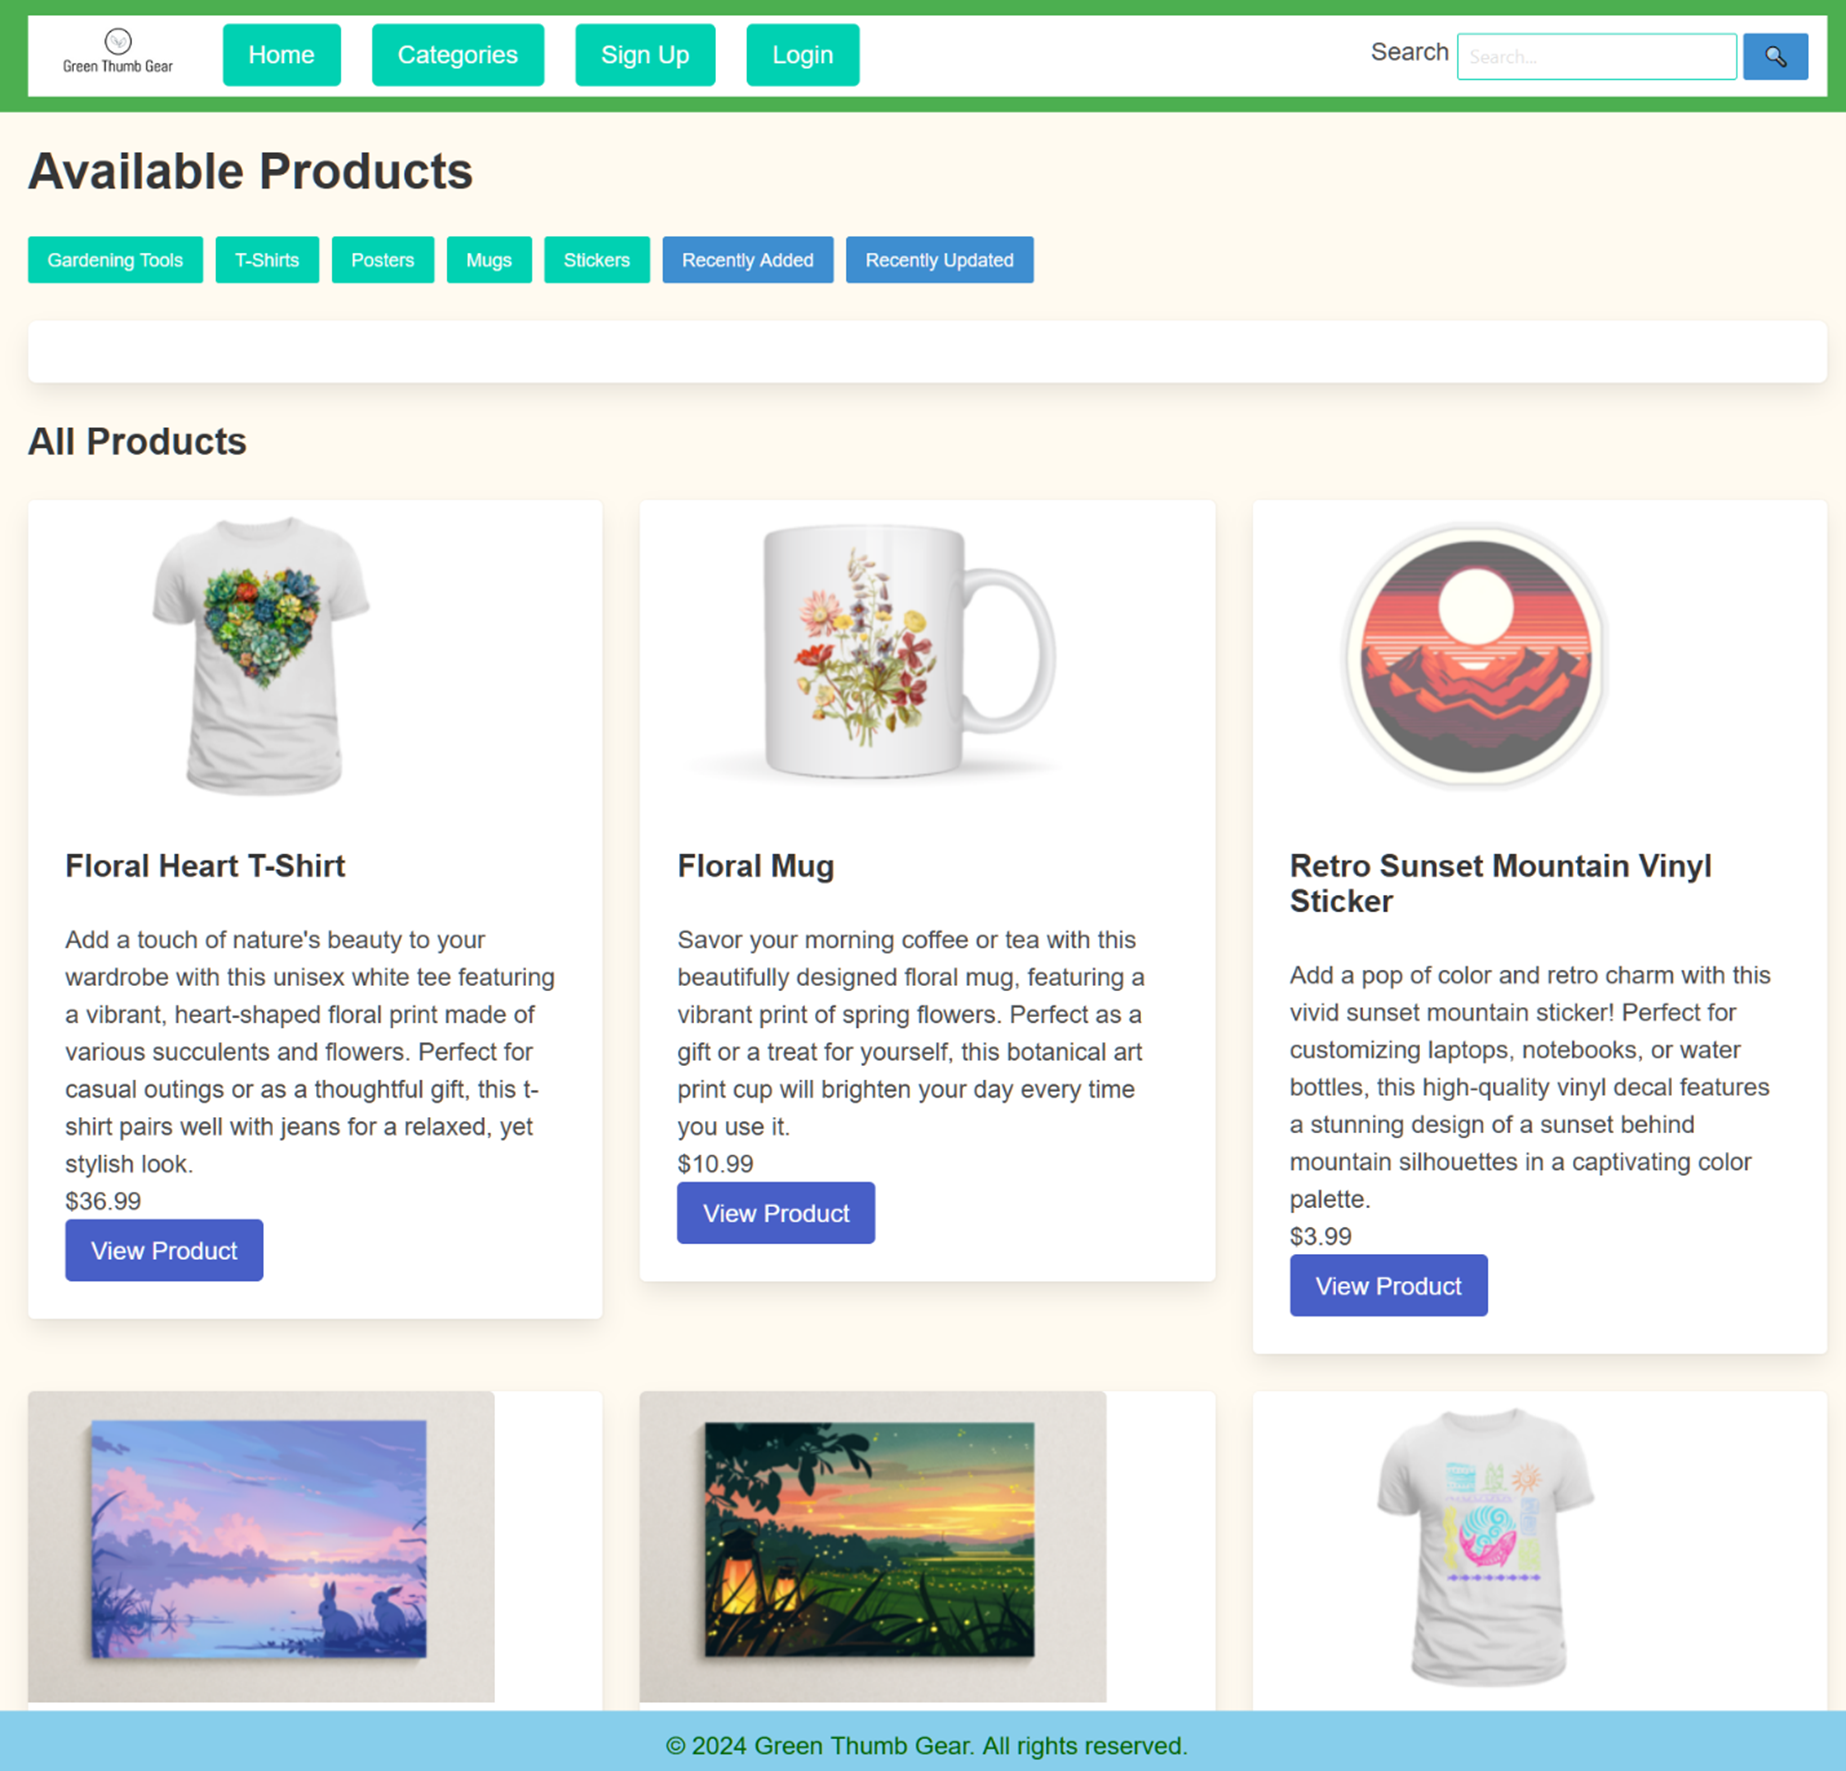 Green Thumb Gear
Home
Categories
Sign Up
Login
Search
Search...
Available Products
Gardening Tools
T-Shirts
Posters
Mugs
Stickers
Recently Added
Recently Updated
All Products
Floral Heart T-Shirt
Add a touch of nature's beauty to your
wardrobe with this unisex white tee featuring
a vibrant, heart-shaped floral print made of
various succulents and flowers. Perfect for
casual outings or as a thoughtful gift, this t-
shirt pairs well with jeans for a relaxed, yet
stylish look.
$36.99
View Product
Floral Mug
Savor your morning coffee or tea with this
beautifully designed floral mug, featuring a
vibrant print of spring flowers. Perfect as a
gift or a treat for yourself, this botanical art
print cup will brighten your day every time
you use it.
$10.99
View Product
Retro Sunset Mountain Vinyl
Sticker
Add a pop of color and retro charm with this
vivid sunset mountain sticker! Perfect for
customizing laptops, notebooks, or water
bottles, this high-quality vinyl decal features
a stunning design of a sunset behind
mountain silhouettes in a captivating color
palette.
$3.99
View Product
© 2024 Green Thumb Gear. All rights reserved.